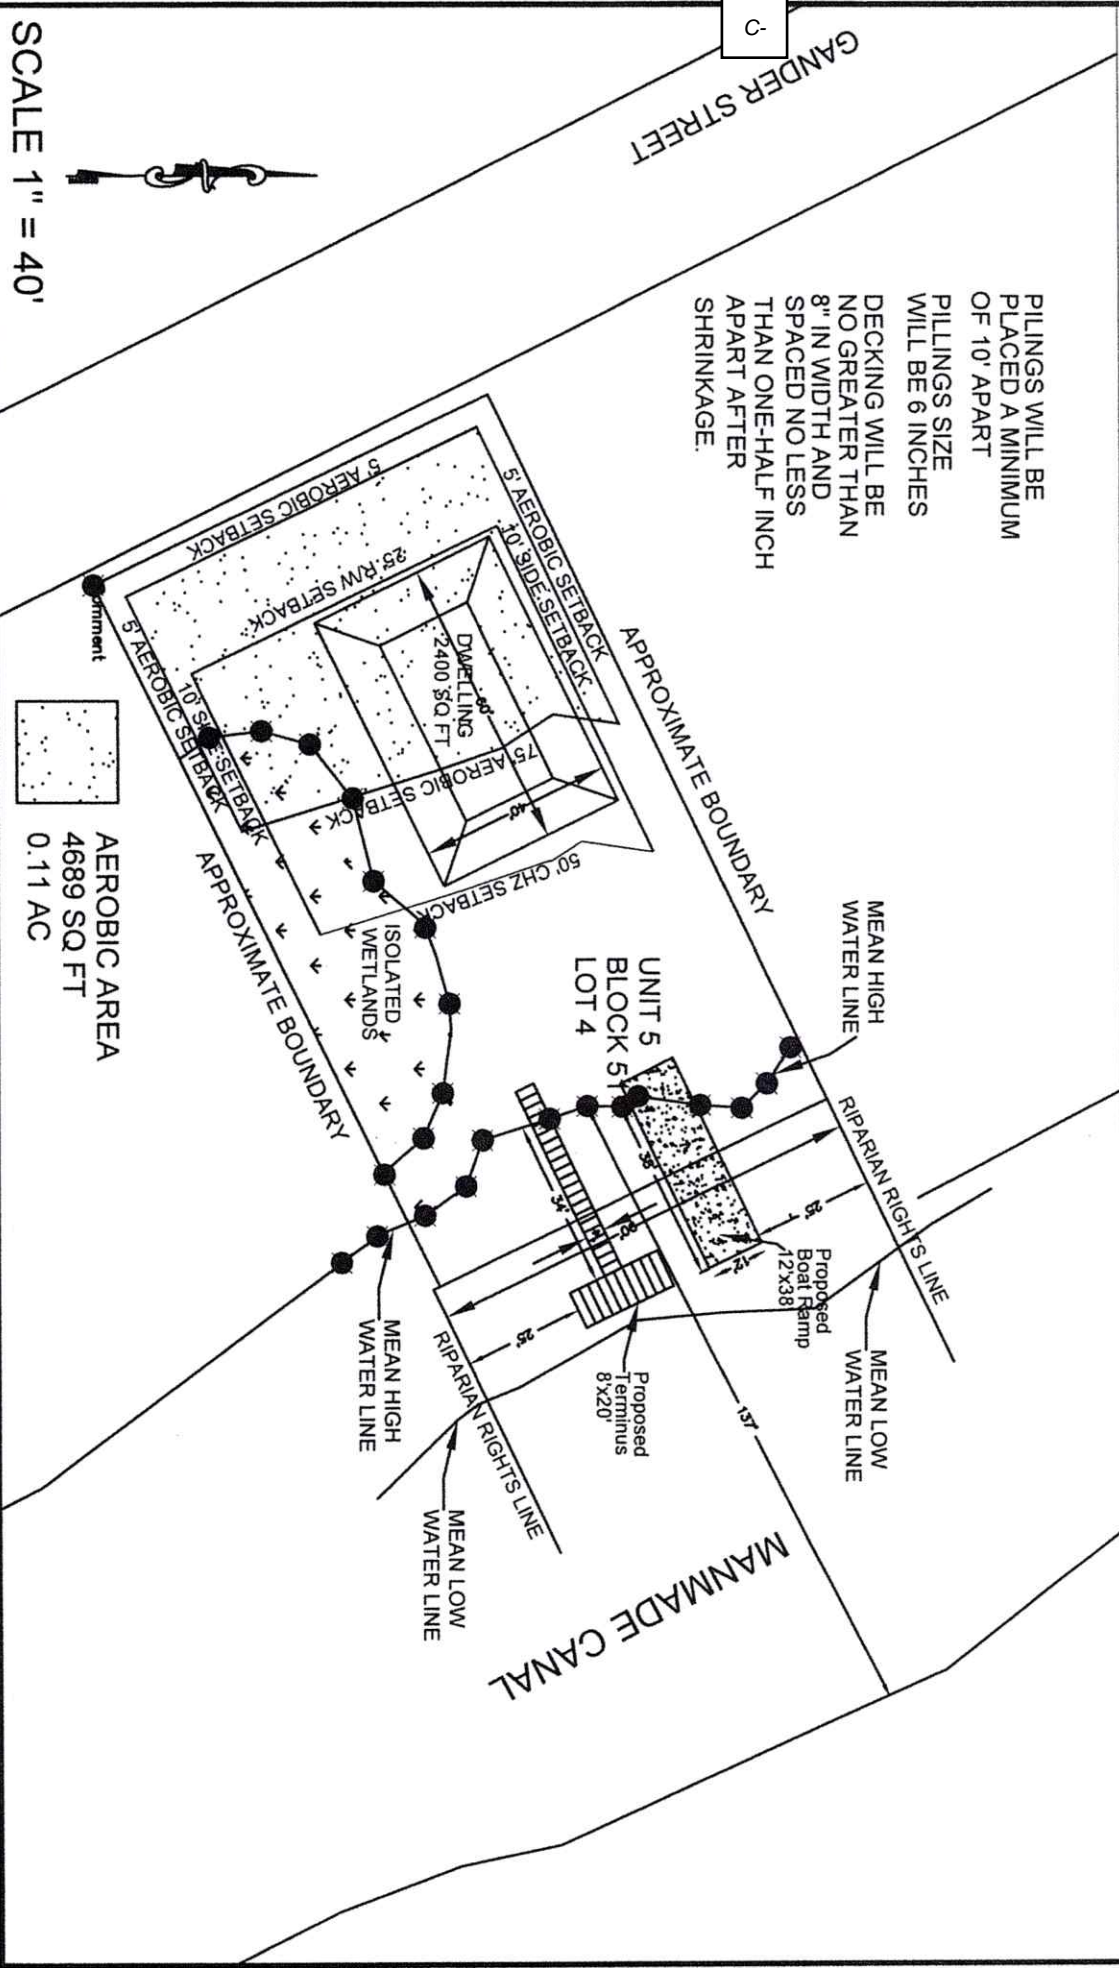 C-
GANDER STREET
PILINGS WILL BE
PLACED A MINIMUM
OF 10' APART
PILLINGS SIZE
WILL BE 6 INCHES
DECKING WILL BE
NO GREATER THAN
8" IN WIDTH AND
SPACED NO LESS
THAN ONE-HALF INCH
APART AFTER
SHRINKAGE.
SCALE 1" = 40'
5' AEROBIC SETBACK
10' SIDE SETBACK
APPROXIMATE BOUNDARY
5' AEROBIC SETBACK
25' R/W SETBACK
DWELLING
2400 SQ FT
60'
40'
75' AEROBIC SETBACK
50' CHZ SETBACK
omment
5' AEROBIC SETBACK
10' SIDE SETBACK
APPROXIMATE BOUNDARY
ISOLATED
WETLANDS
AEROBIC AREA
4689 SQ FT
0.11 AC
MEAN HIGH
WATER LINE
UNIT 5
BLOCK 51
LOT 4
RIPARIAN RIGHTS LINE
25'
38'
12'
34'
Proposed
Boat Ramp
12'x38'
MEAN LOW
WATER LINE
Proposed
Terminus
8'x20'
137'
25'
RIPARIAN RIGHTS LINE
MEAN HIGH
WATER LINE
MEAN LOW
WATER LINE
MANMADE CANAL